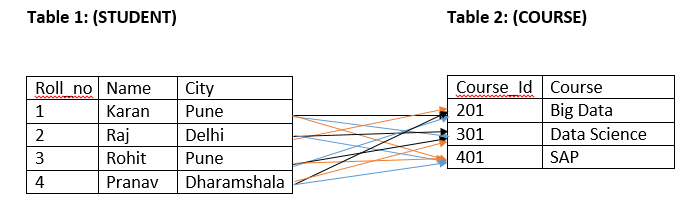 Table 1: (STUDENT)
Table 2: (COURSE)
Roll_no Name City
1 Karan Pune
2 Raj Delhi
3 Rohit Pune
4 Pranav Dharamshala
Course_Id Course
201 Big Data
301 Data Science
401 SAP